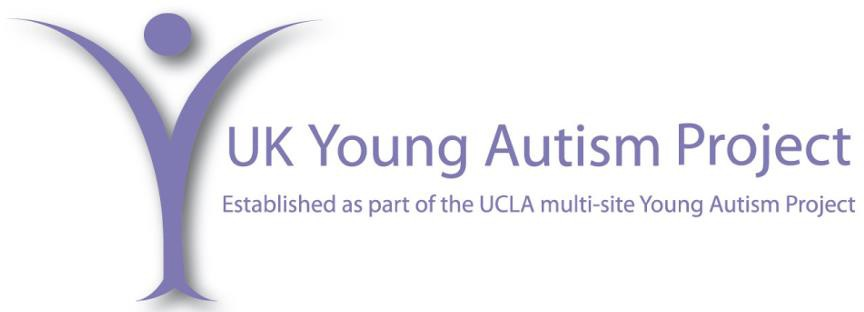 UK Young Autism Project
Established as part of the UCLA multi-site Young Autism Project